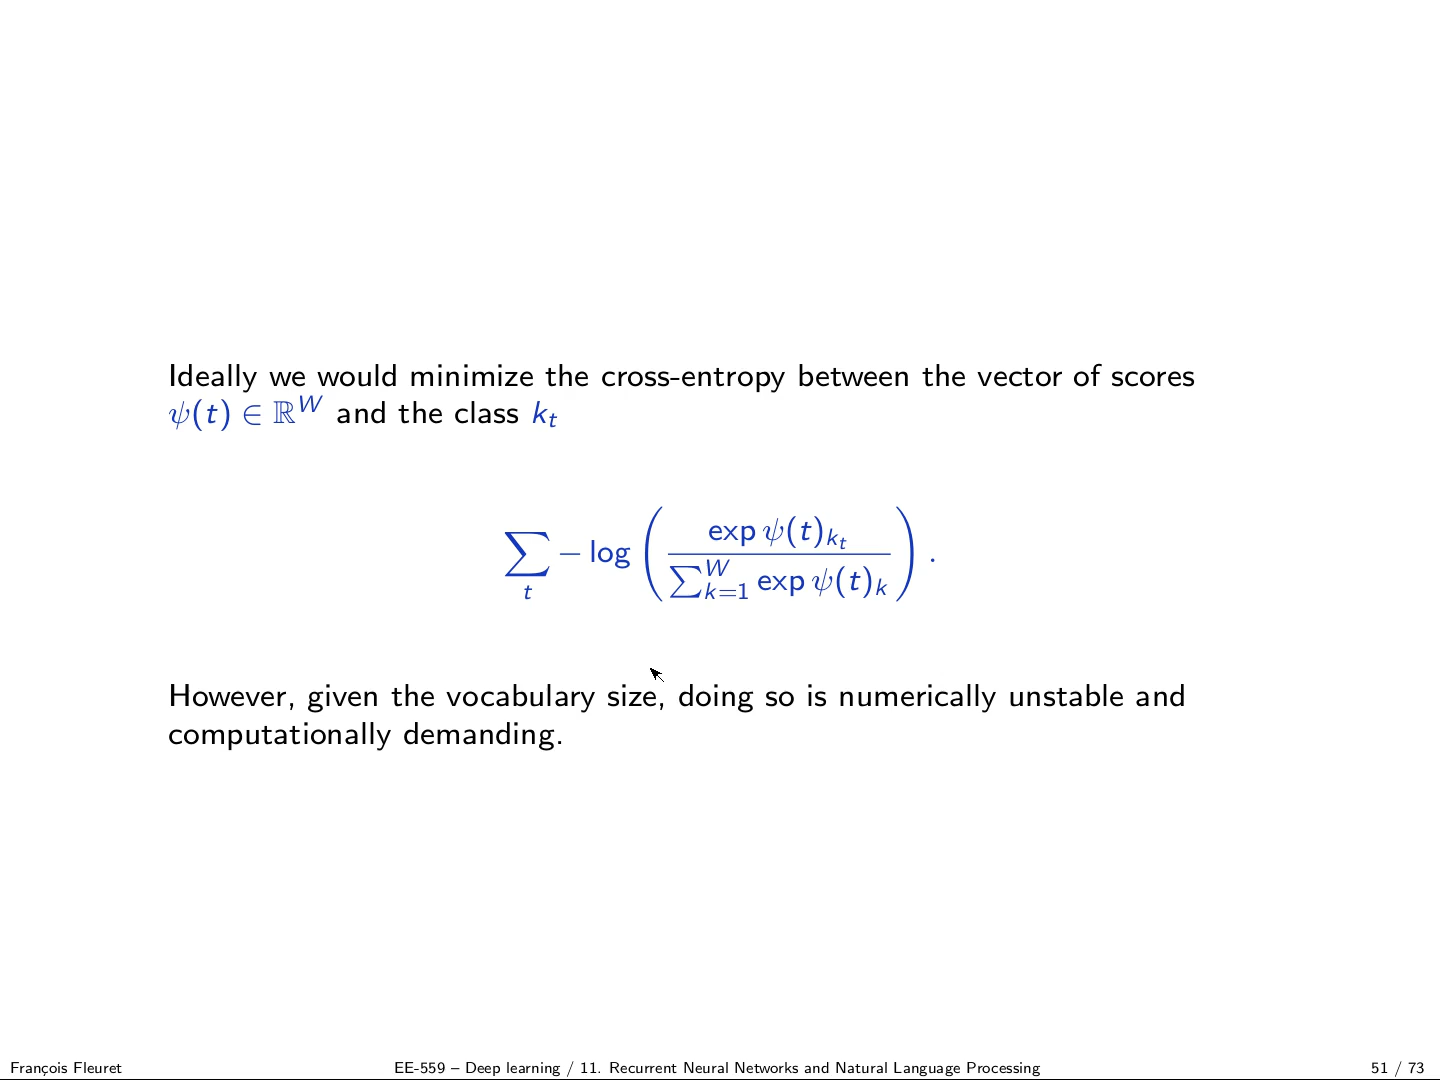 Ideally we would minimize the cross-entropy between the vector of scores
ψ(t) ∈ ℝ^W and the class k_t
∑_t − log ( exp ψ(t)_{k_t} / ∑_{k=1}^W exp ψ(t)_k ) .
However, given the vocabulary size, doing so is numerically unstable and
computationally demanding.
François Fleuret EE-559 – Deep learning / 11. Recurrent Neural Networks and Natural Language Processing 51 / 73